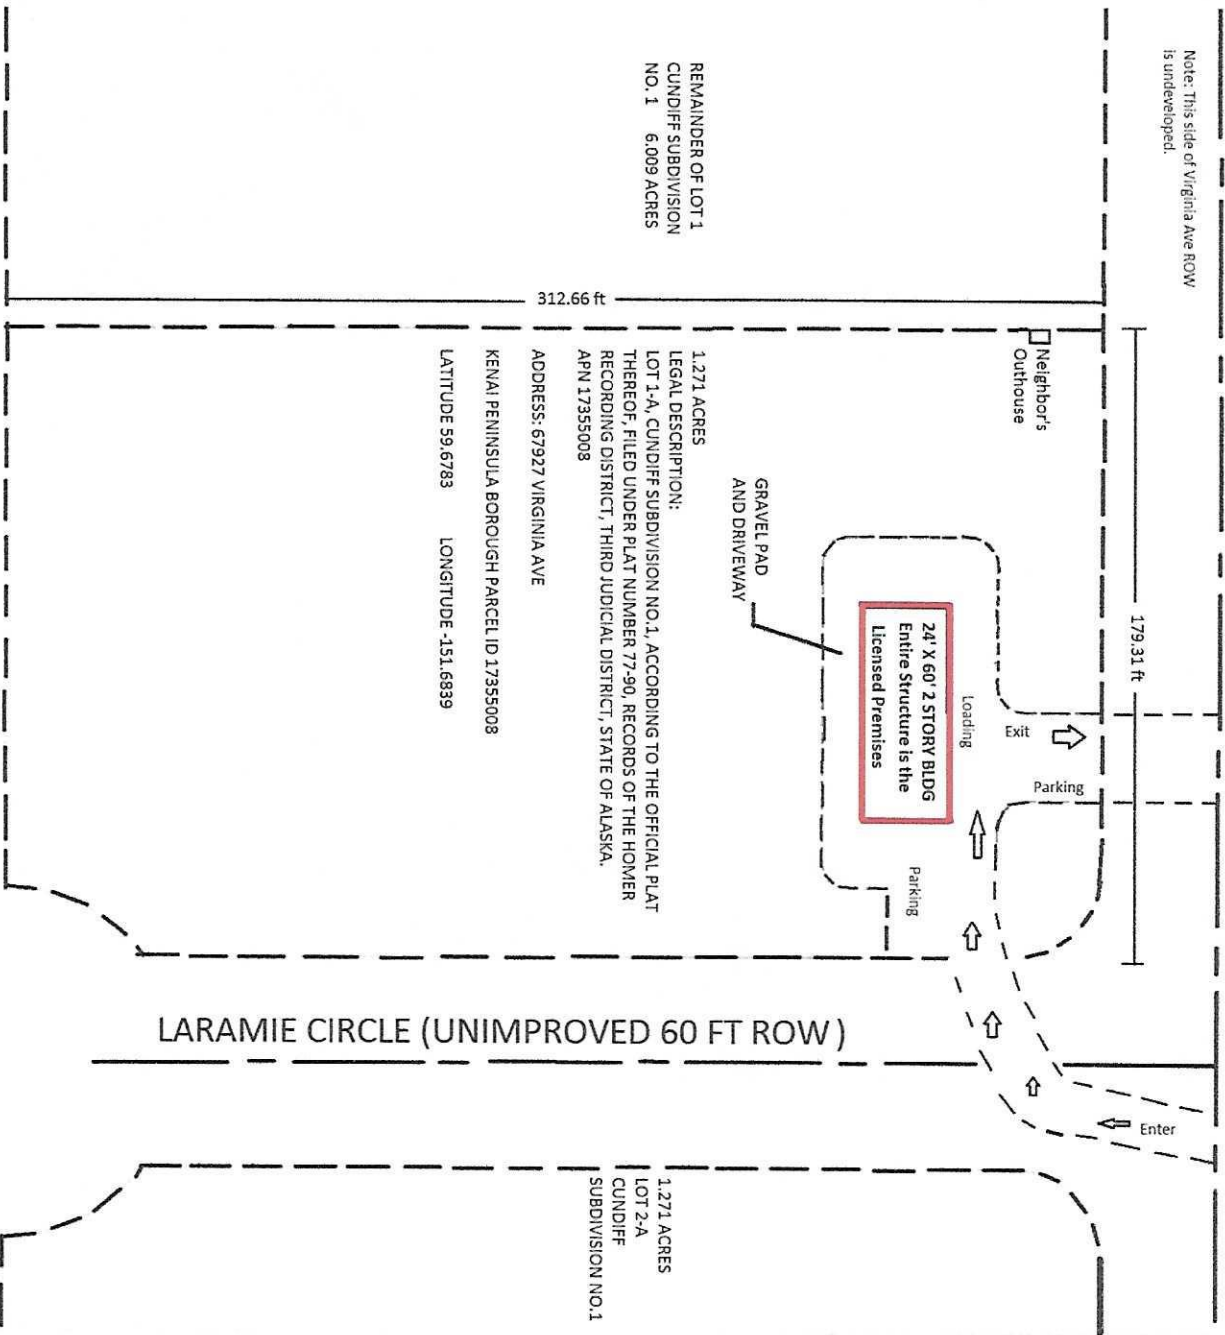 Note: This side of Virginia Ave ROW
is undeveloped.
REMAINDER OF LOT 1
CUNDIFF SUBDIVISION
NO. 1 6.009 ACRES
312.66 ft
179.31 ft
Neighbor's
Outhouse
Exit
Parking
Loading
24' X 60' 2 STORY BLDG
Entire Structure is the
Licensed Premises
Parking
GRAVEL PAD
AND DRIVEWAY
1.271 ACRES
LEGAL DESCRIPTION:
LOT 1-A, CUNDIFF SUBDIVISION NO.1, ACCORDING TO THE OFFICIAL PLAT
THEREOF, FILED UNDER PLAT NUMBER 77-90, RECORDS OF THE HOMER
RECORDING DISTRICT, THIRD JUDICIAL DISTRICT, STATE OF ALASKA.
APN 17355008
ADDRESS: 67927 VIRGINIA AVE
KENAI PENINSULA BOROUGH PARCEL ID 17355008
LATITUDE 59.6783 LONGITUDE -151.6839
LARAMIE CIRCLE (UNIMPROVED 60 FT ROW)
Enter
1.271 ACRES
LOT 2-A
CUNDIFF
SUBDIVISION NO.1